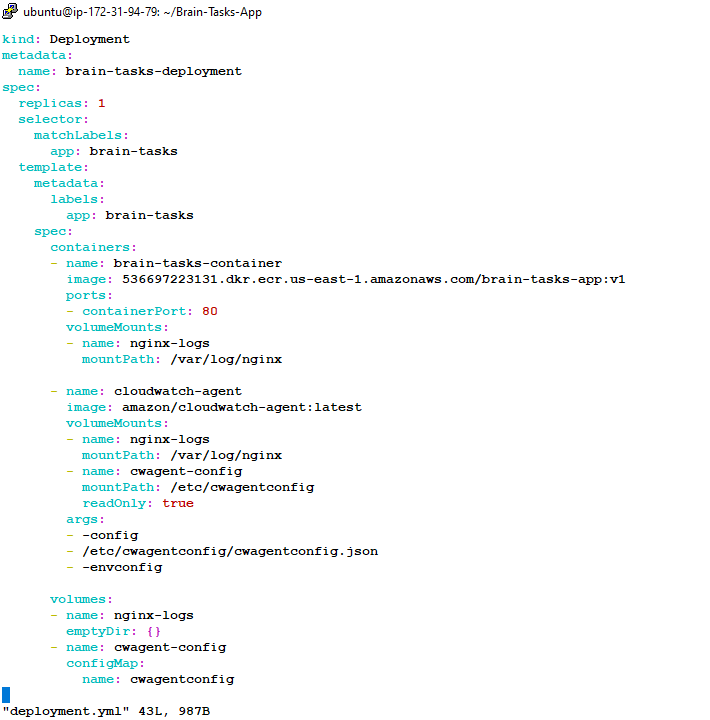 ubuntu@ip-172-31-94-79: ~/Brain-Tasks-App
kind: Deployment
metadata:
  name: brain-tasks-deployment
spec:
  replicas: 1
  selector:
    matchLabels:
      app: brain-tasks
  template:
    metadata:
      labels:
        app: brain-tasks
    spec:
      containers:
      - name: brain-tasks-container
        image: 536697223131.dkr.ecr.us-east-1.amazonaws.com/brain-tasks-app:v1
        ports:
        - containerPort: 80
        volumeMounts:
        - name: nginx-logs
          mountPath: /var/log/nginx

      - name: cloudwatch-agent
        image: amazon/cloudwatch-agent:latest
        volumeMounts:
        - name: nginx-logs
          mountPath: /var/log/nginx
        - name: cwagent-config
          mountPath: /etc/cwagentconfig
          readOnly: true
        args:
        - -config
        - /etc/cwagentconfig/cwagentconfig.json
        - -envconfig

      volumes:
      - name: nginx-logs
        emptyDir: {}
      - name: cwagent-config
        configMap:
          name: cwagentconfig
"deployment.yml" 43L, 987B